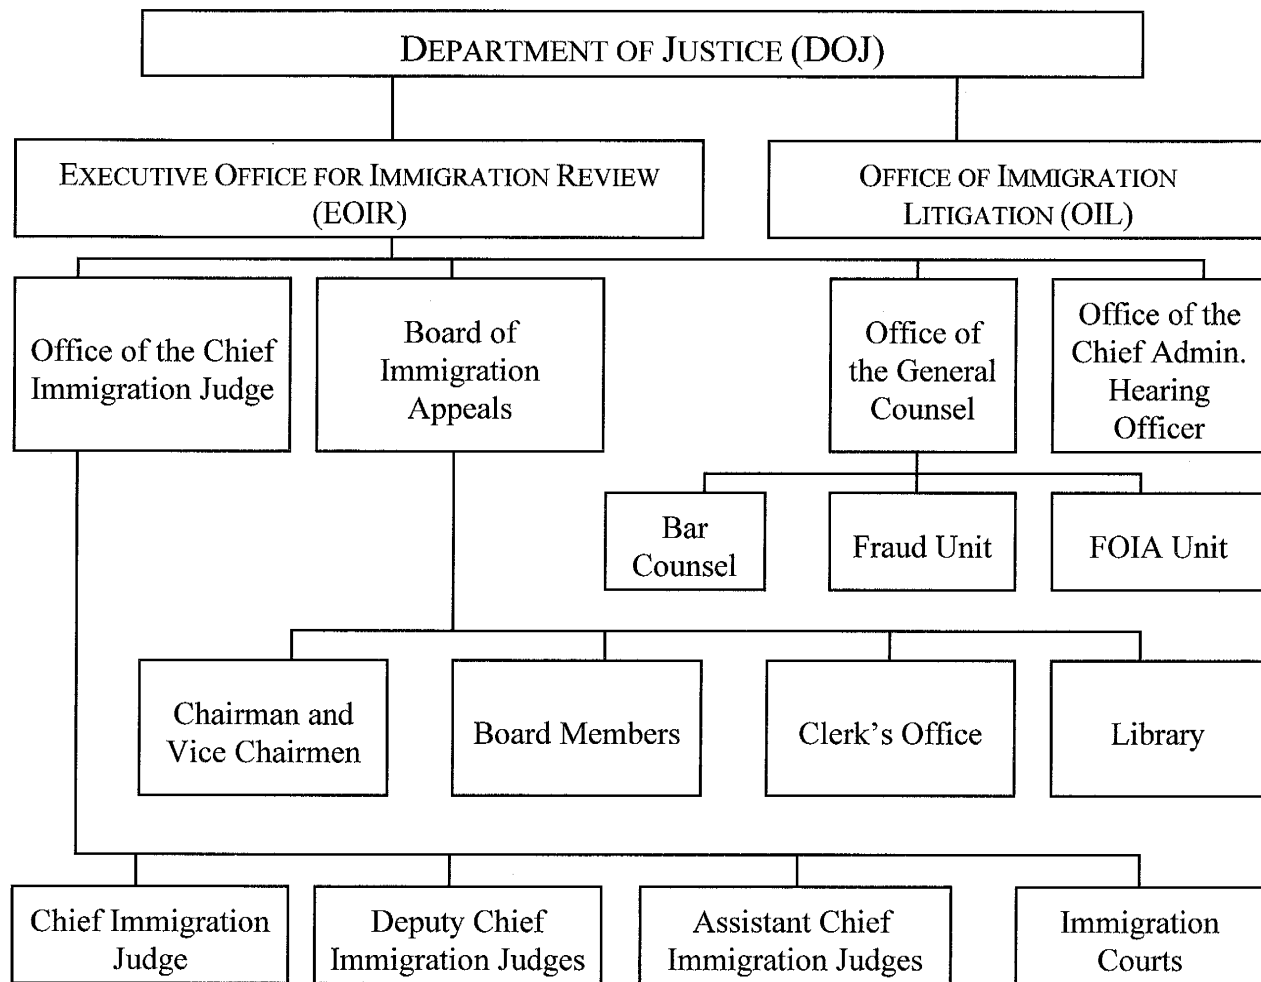 DEPARTMENT OF JUSTICE (DOJ)
EXECUTIVE OFFICE FOR IMMIGRATION REVIEW
(EOIR)
OFFICE OF IMMIGRATION
LITIGATION (OIL)
Office of the Chief
Immigration Judge
Board of
Immigration
Appeals
Office of
the General
Counsel
Office of the
Chief Admin.
Hearing
Officer
Bar
Counsel
Fraud Unit
FOIA Unit
Chairman and
Vice Chairmen
Board Members
Clerk's Office
Library
Chief Immigration
Judge
Deputy Chief
Immigration Judges
Assistant Chief
Immigration Judges
Immigration
Courts